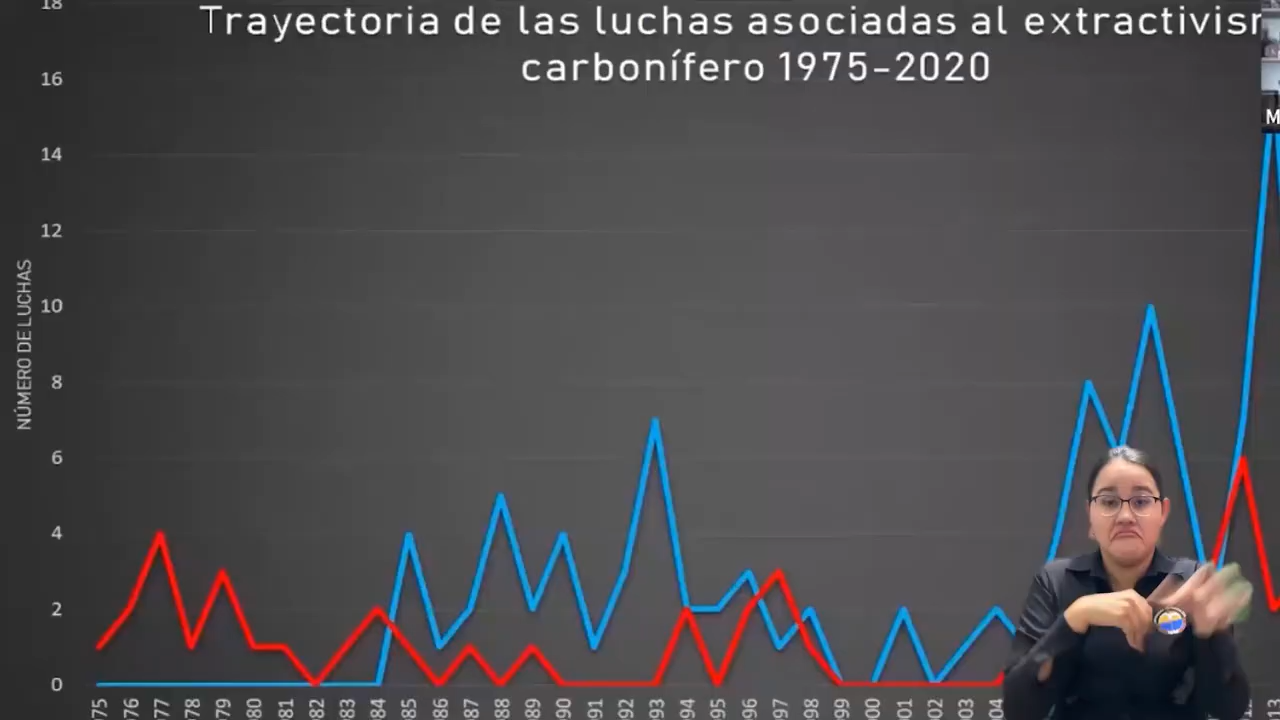 18
Trayectoria de las luchas asociadas al extractivis
carbonífero 1975-2020
M
16
14
12
10
NÚMERO DE LUCHAS
8
6
4
2
0
75 76 77 78 79 80 81 82 83 84 85 86 87 88 89 90 91 92 93 94 95 96 97 98 99 00 01 02 03 04